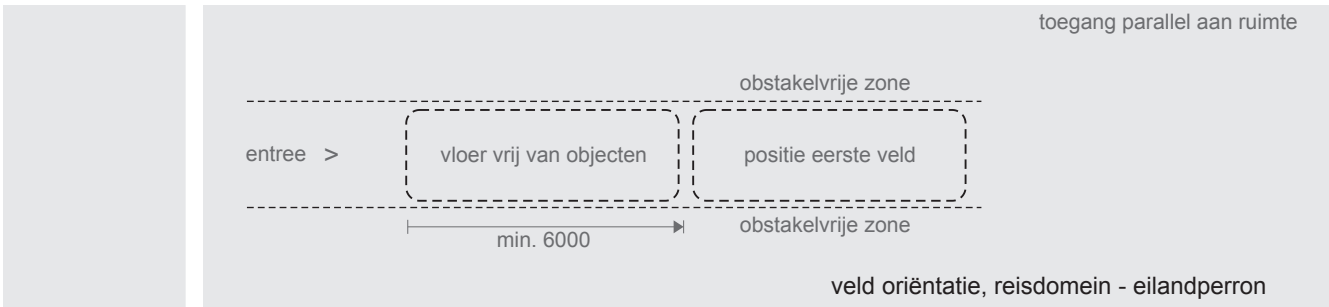 toegang parallel aan ruimte
obstakelvrije zone
entree > vloer vrij van objecten positie eerste veld
obstakelvrije zone
min. 6000
veld oriëntatie, reisdomein - eilandperron